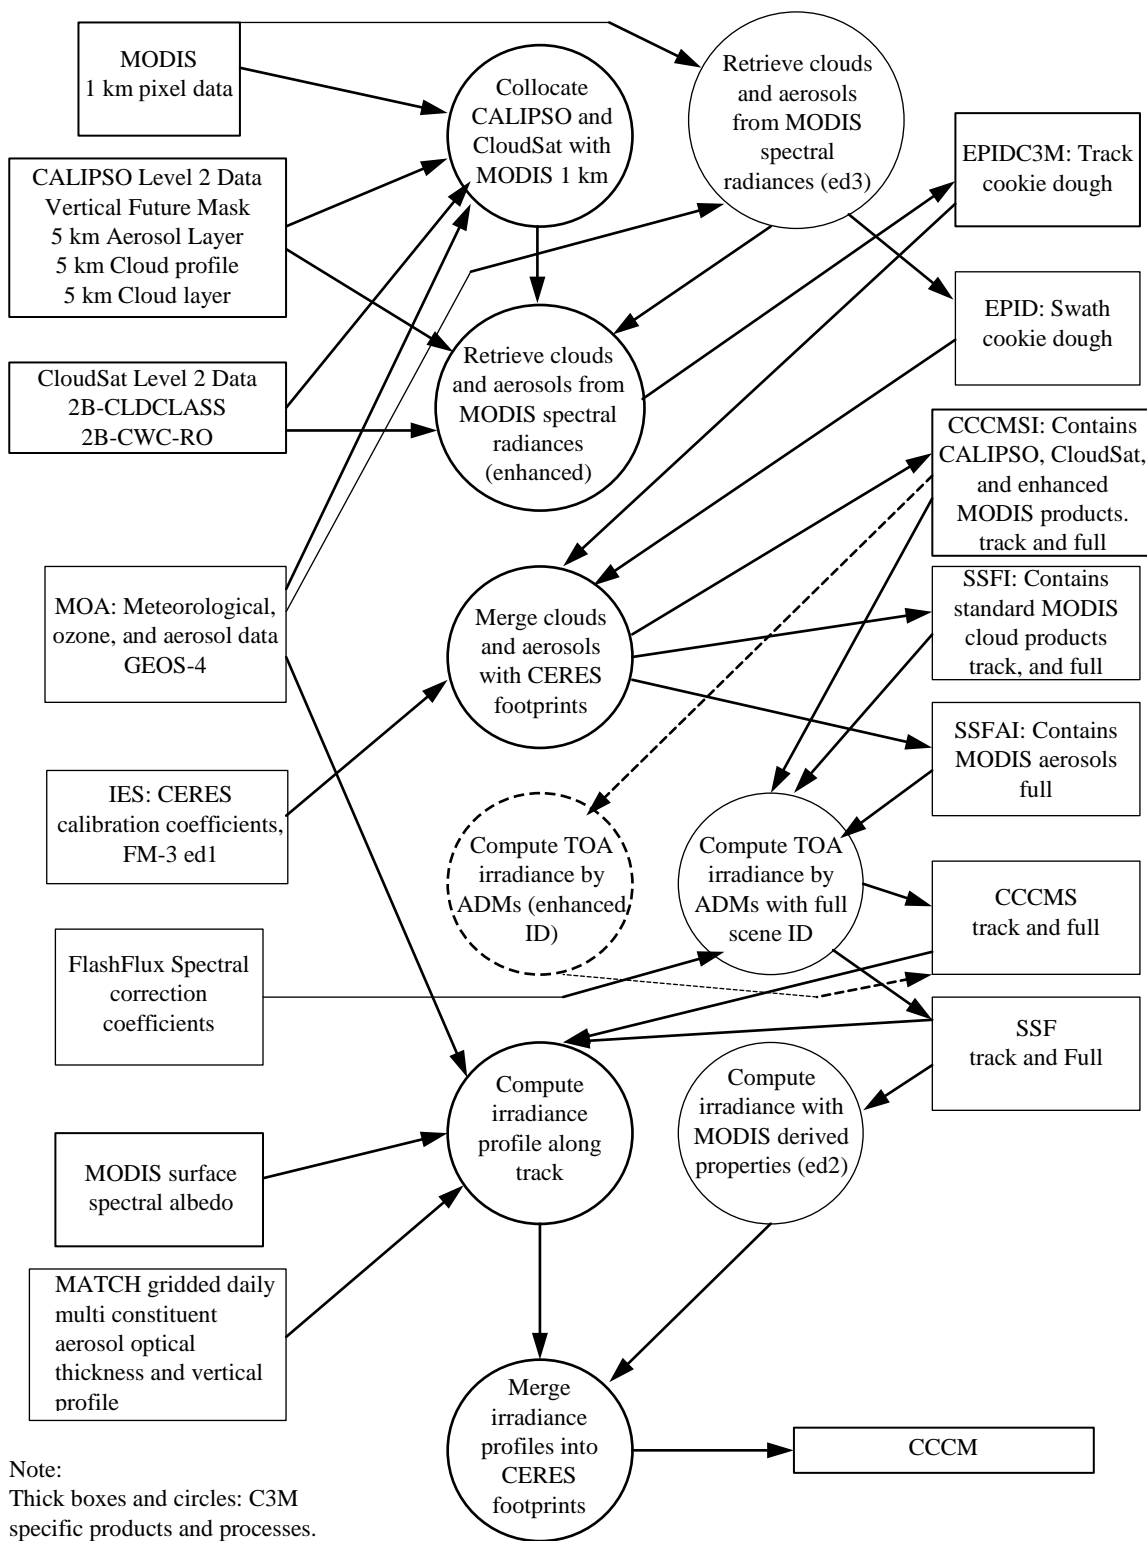 MODIS
1 km pixel data
CALIPSO Level 2 Data
Vertical Future Mask
5 km Aerosol Layer
5 km Cloud profile
5 km Cloud layer
CloudSat Level 2 Data
2B-CLDCLASS
2B-CWC-RO
MOA: Meteorological,
ozone, and aerosol data
GEOS-4
IES: CERES
calibration coefficients,
FM-3 ed1
FlashFlux Spectral
correction
coefficients
MODIS surface
spectral albedo
MATCH gridded daily
multi constituent
aerosol optical
thickness and vertical
profile
Collocate
CALIPSO and
CloudSat with
MODIS 1 km
Retrieve clouds
and aerosols from
MODIS spectral
radiances
(enhanced)
Merge clouds
and aerosols
with CERES
footprints
Compute TOA
irradiance by
ADMs (enhanced
ID)
Compute
irradiance
profile along
track
Merge
irradiance
profiles into
CERES
footprints
Retrieve clouds
and aerosols
from MODIS
spectral
radiances (ed3)
Compute TOA
irradiance by
ADMs with full
scene ID
Compute
irradiance with
MODIS derived
properties (ed2)
EPIDC3M: Track
cookie dough
EPID: Swath
cookie dough
CCCMSI: Contains
CALIPSO, CloudSat,
and enhanced
MODIS products.
track and full
SSFI: Contains
standard MODIS
cloud products
track, and full
SSFAI: Contains
MODIS aerosols
full
CCCMS
track and full
SSF
track and Full
CCCM
Note:
Thick boxes and circles: C3M
specific products and processes.